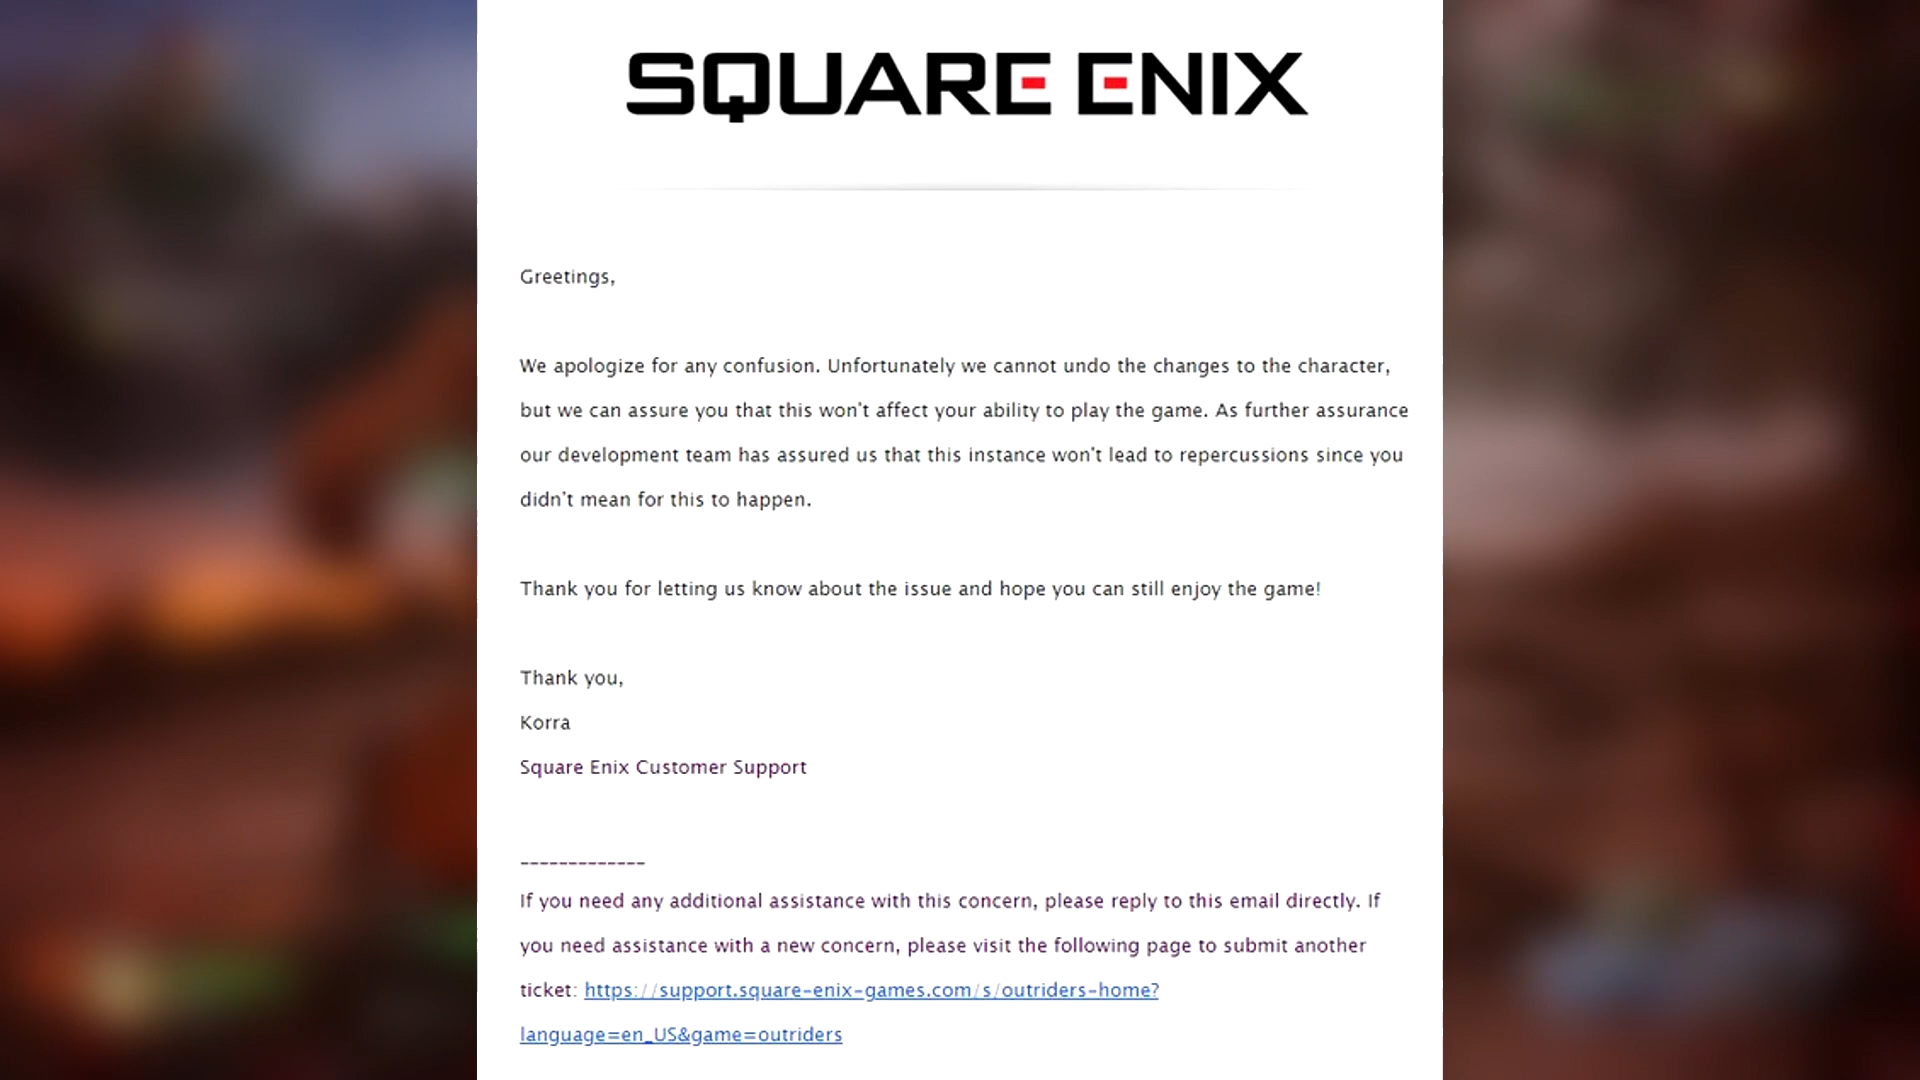 SQUARE ENIX
Greetings,
We apologize for any confusion. Unfortunately we cannot undo the changes to the character,
but we can assure you that this won't affect your ability to play the game. As further assurance
our development team has assured us that this instance won't lead to repercussions since you
didn't mean for this to happen.
Thank you for letting us know about the issue and hope you can still enjoy the game!
Thank you,
Korra
Square Enix Customer Support
-------------
If you need any additional assistance with this concern, please reply to this email directly. If
you need assistance with a new concern, please visit the following page to submit another
ticket: https://support.square-enix-games.com/s/outriders-home?
language=en_US&game=outriders